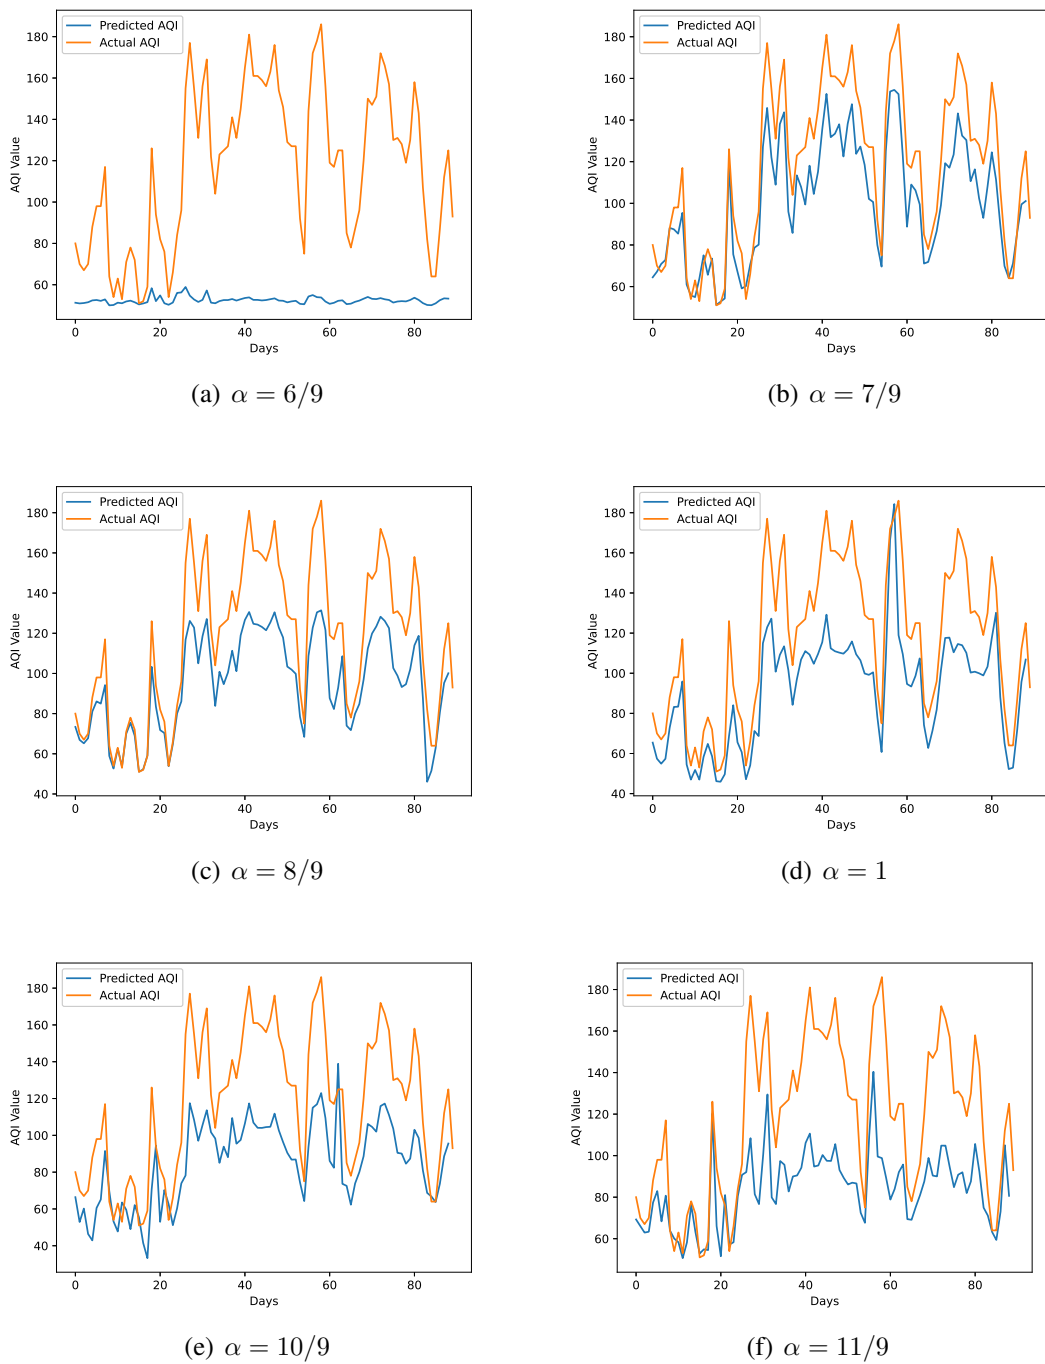 Predicted AQI
Actual AQI
180
160
140
120
100
80
60
AQI Value
0 20 40 60 80
Days
(a) α = 6/9
Predicted AQI
Actual AQI
180
160
140
120
100
80
60
AQI Value
0 20 40 60 80
Days
(b) α = 7/9
Predicted AQI
Actual AQI
180
160
140
120
100
80
60
40
AQI Value
0 20 40 60 80
Days
(c) α = 8/9
Predicted AQI
Actual AQI
180
160
140
120
100
80
60
40
AQI Value
0 20 40 60 80
Days
(d) α = 1
Predicted AQI
Actual AQI
180
160
140
120
100
80
60
40
AQI Value
0 20 40 60 80
Days
(e) α = 10/9
Predicted AQI
Actual AQI
180
160
140
120
100
80
60
AQI Value
0 20 40 60 80
Days
(f) α = 11/9